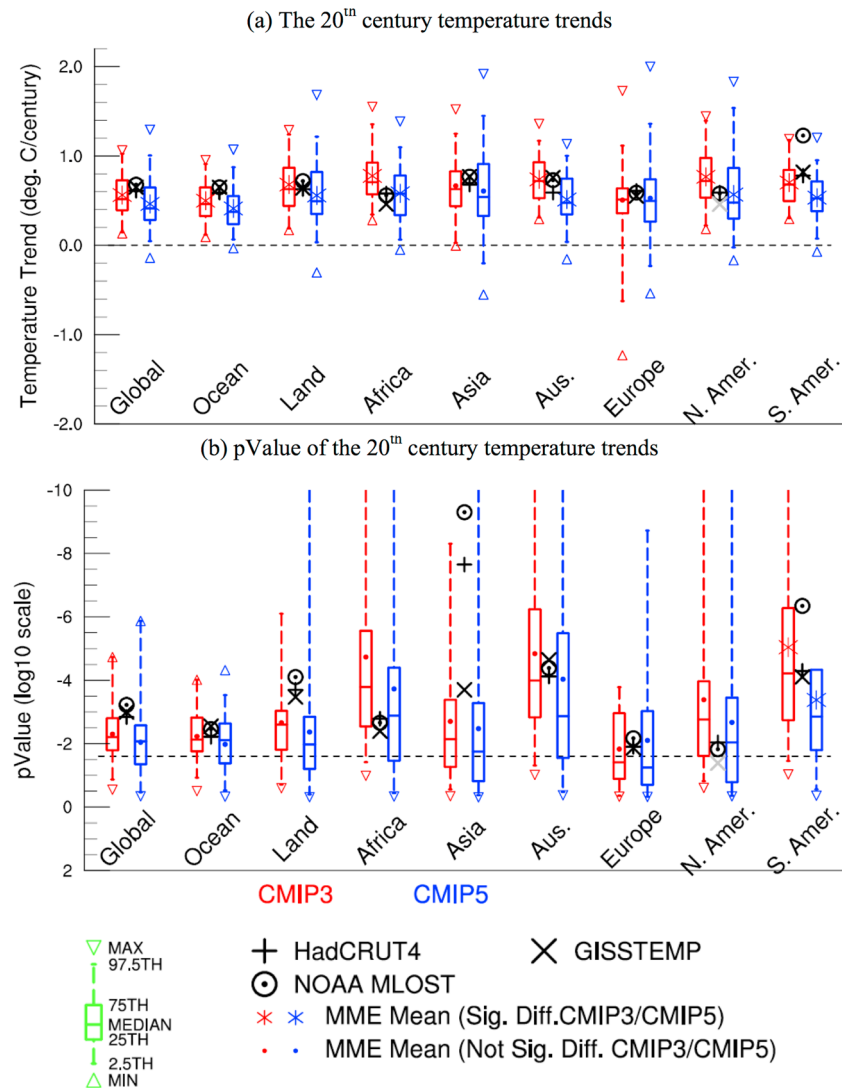 (a) The 20th century temperature trends
Temperature Trend (deg. C/century)
2.0
1.0
0.0
-1.0
-2.0
Global
Ocean
Land
Africa
Asia
Aus.
Europe
N. Amer.
S. Amer.
(b) pValue of the 20th century temperature trends
pValue (log10 scale)
-10
-8
-6
-4
-2
0
2
Global
Ocean
Land
Africa
Asia
Aus.
Europe
N. Amer.
S. Amer.
CMIP3 CMIP5
MAX
97.5TH
75TH
MEDIAN
25TH
2.5TH
MIN
HadCRUT4 GISSTEMP
NOAA MLOST
MME Mean (Sig. Diff.CMIP3/CMIP5)
MME Mean (Not Sig. Diff. CMIP3/CMIP5)